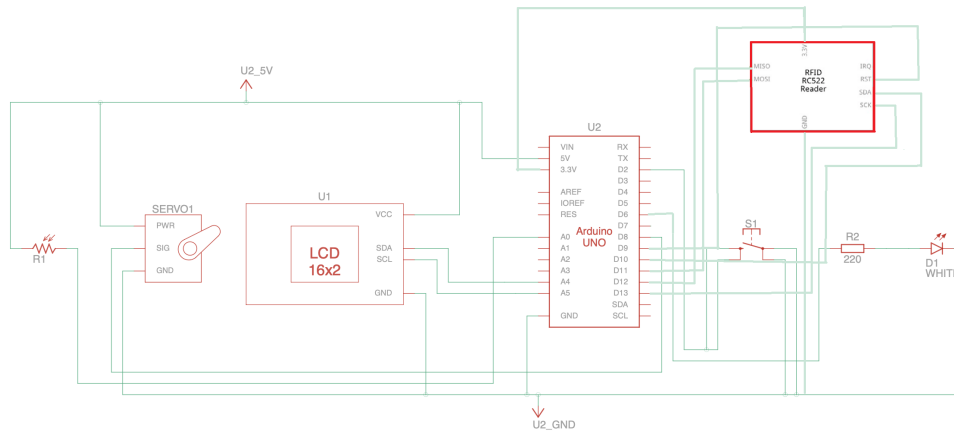 U2_5V
3.3V
MISO
MOSI
RFID
RC522
Reader
IRQ
RST
SDA
SCK
GND
U2
VIN
5V
3.3V
AREF
IOREF
RES
A0
A1
A2
A3
A4
A5
GND
Arduino
UNO
RX
TX
D2
D3
D4
D5
D6
D7
D8
D9
D10
D11
D12
D13
SDA
SCL
U1
LCD
16x2
VCC
SDA
SCL
GND
SERVO1
PWR
SIG
GND
R1
S1
R2
220
D1
WHITE
U2_GND